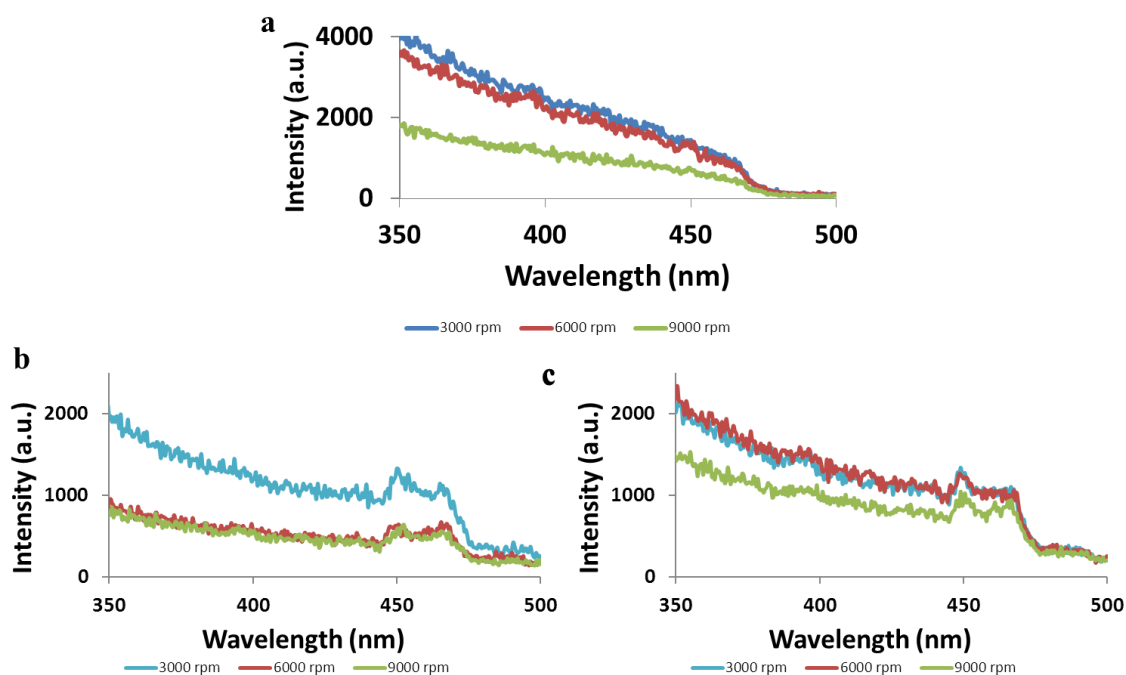 a
Intensity (a.u.)
4000
2000
0
350 400 450 500
Wavelength (nm)
3000 rpm 6000 rpm 9000 rpm
b
Intensity (a.u.)
2000
1000
0
350 400 450 500
Wavelength (nm)
3000 rpm 6000 rpm 9000 rpm
c
Intensity (a.u.)
2000
1000
0
350 400 450 500
Wavelength (nm)
3000 rpm 6000 rpm 9000 rpm